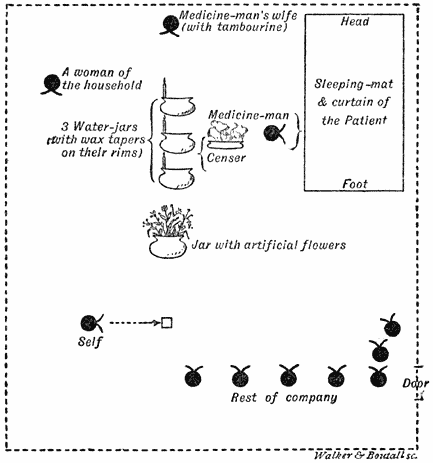 Medicine-man's wife
(with tambourine)
Head
A woman of
the household
Sleeping-mat
& curtain of
the Patient
Medicine-man
3 Water-jars
(with wax tapers
on their rims)
Censer
Foot
Jar with artificial flowers
Self
Door
Rest of company
Walker & Boutall sc.